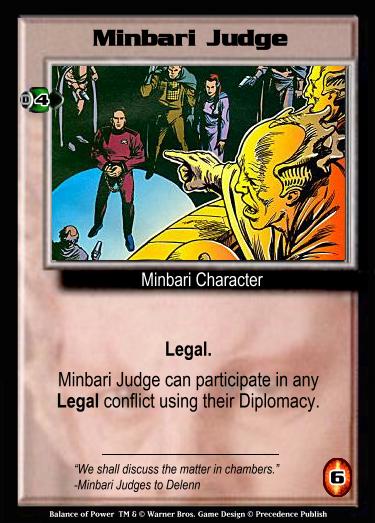 Minbari Judge
D 4
Minbari Character
Legal.
Minbari Judge can participate in any
Legal conflict using their Diplomacy.
“We shall discuss the matter in chambers.”
-Minbari Judges to Delenn
6
Balance of Power TM & © Warner Bros. Game Design © Precedence Publish